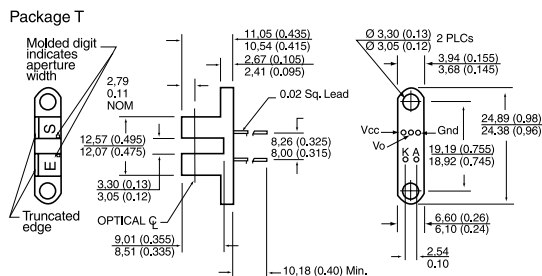 Package T
Molded digit
indicates
aperture
width
2,79
0.11
NOM
11,05 (0.435)
10,54 (0.415)
2,67 (0.105)
2,41 (0.095)
0.02 Sq. Lead
8,26 (0.325)
8,00 (0.315)
12,57 (0.495)
12,07 (0.475)
3,30 (0.13)
3,05 (0.12)
OPTICAL ℄
9,01 (0.355)
8,51 (0.335)
10,18 (0.40) Min.
S
E
Truncated
edge
Ø 3,30 (0.13)
Ø 3,05 (0.12)
2 PLCs
3,94 (0.155)
3,68 (0.145)
Vcc
Vo
Gnd
K A
24,89 (0.98)
24,38 (0.96)
19,19 (0.755)
18,92 (0.745)
6,60 (0.26)
6,10 (0.24)
2,54
0.10